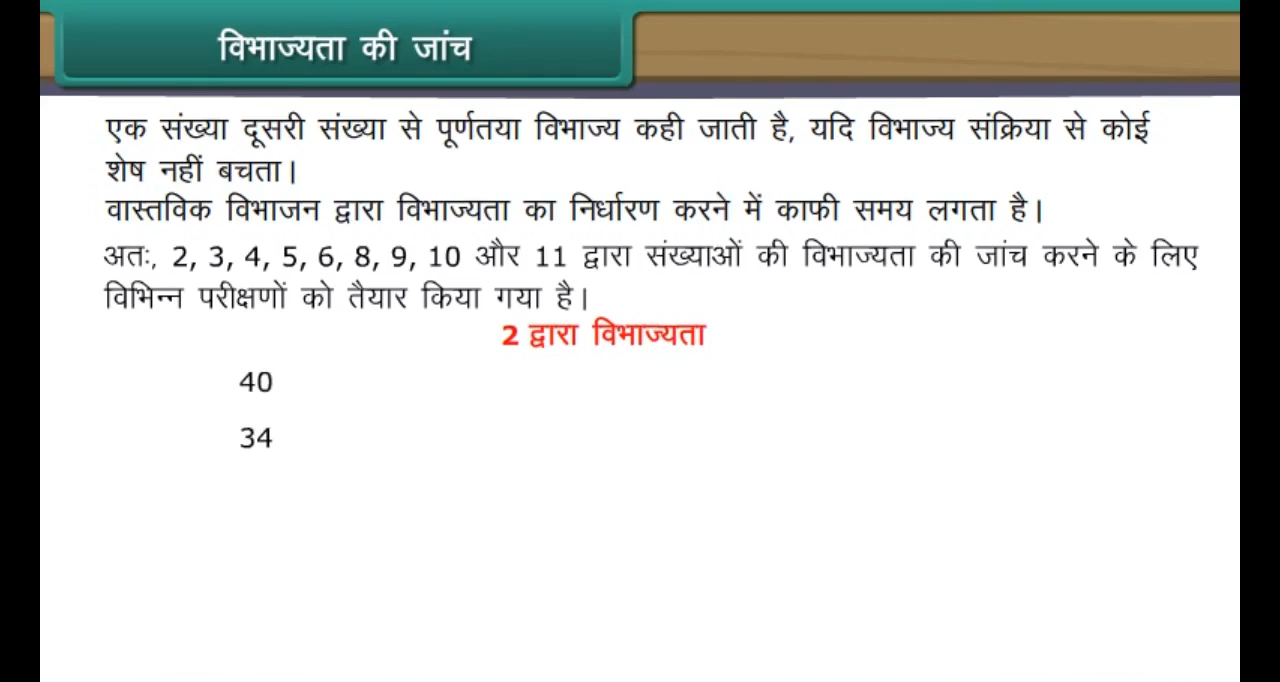 विभाज्यता की जांच
एक संख्या दूसरी संख्या से पूर्णतया विभाज्य कही जाती है, यदि विभाज्य संक्रिया से कोई
शेष नहीं बचता।
वास्तविक विभाजन द्वारा विभाज्यता का निर्धारण करने में काफी समय लगता है।
अतः, 2, 3, 4, 5, 6, 8, 9, 10 और 11 द्वारा संख्याओं की विभाज्यता की जांच करने के लिए
विभिन्न परीक्षणों को तैयार किया गया है।
2 द्वारा विभाज्यता
40
34